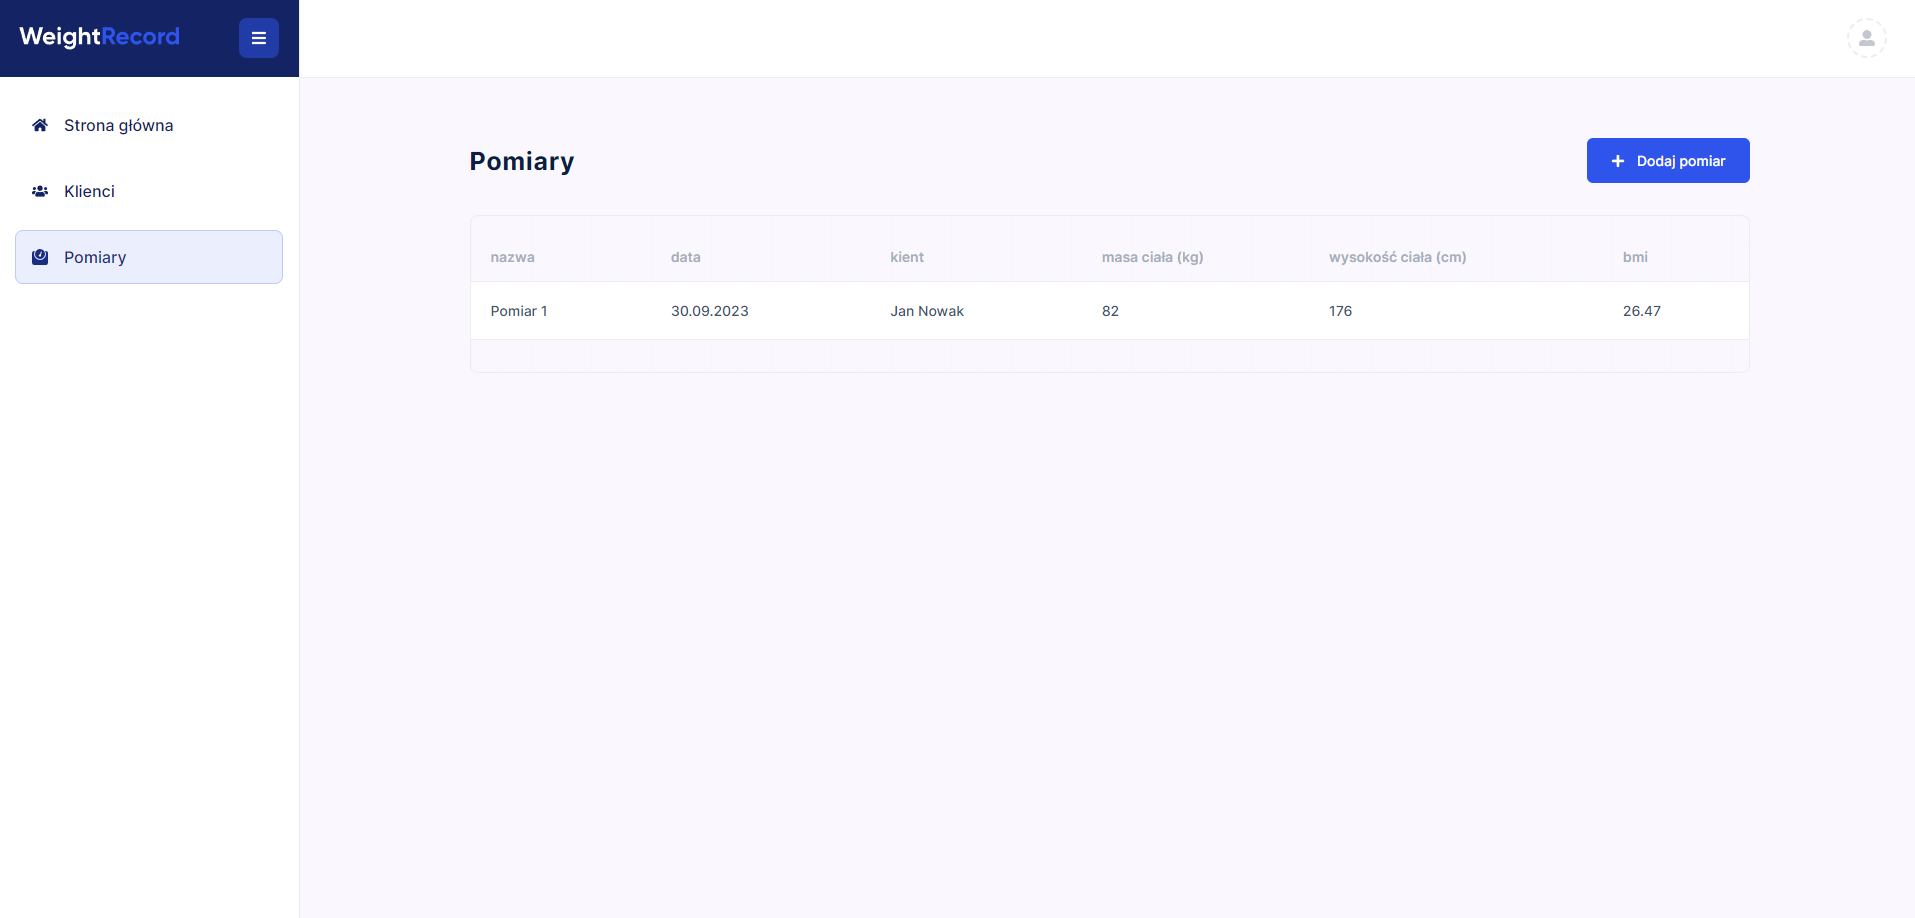 WeightRecord
Strona główna
Klienci
Pomiary
Pomiary
Dodaj pomiar
nazwa data kient masa ciała (kg) wysokość ciała (cm) bmi
Pomiar 1 30.09.2023 Jan Nowak 82 176 26.47